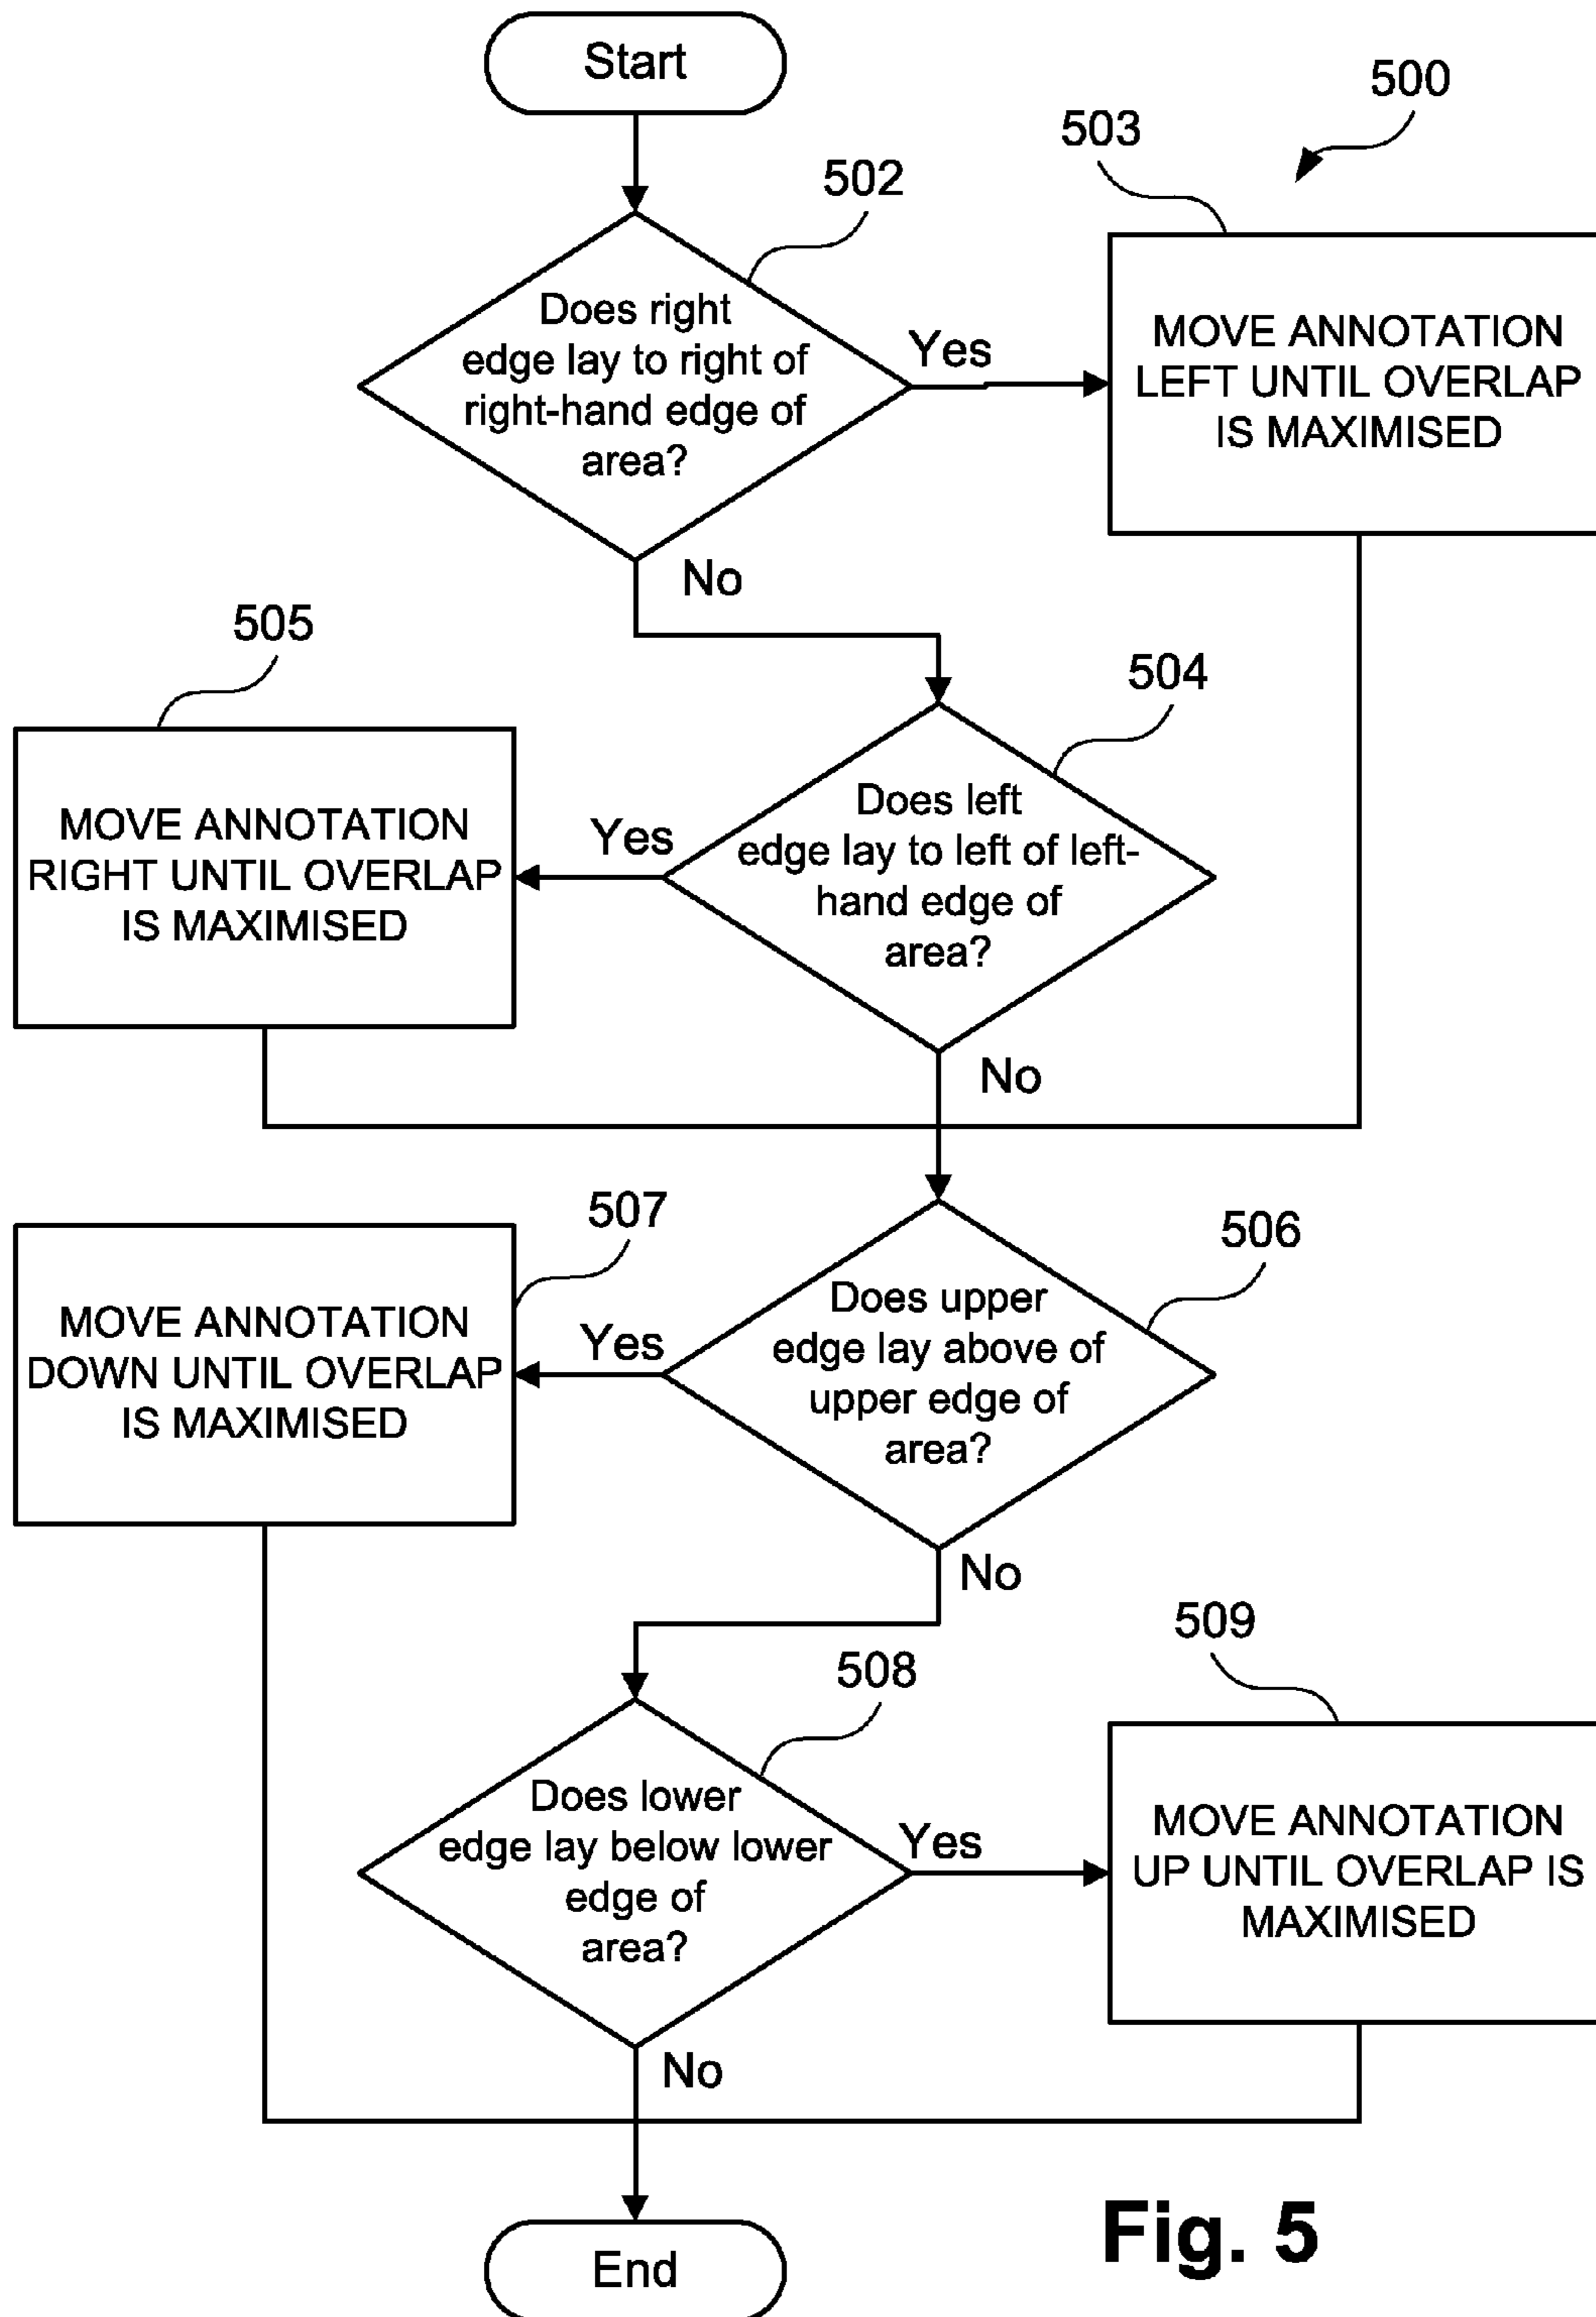 Start
500
503
502
Does right
edge lay to right of
right-hand edge of
area?
Yes
MOVE ANNOTATION
LEFT UNTIL OVERLAP
IS MAXIMISED
No
505
504
MOVE ANNOTATION
RIGHT UNTIL OVERLAP
IS MAXIMISED
Yes
Does left
edge lay to left of left-
hand edge of
area?
No
507
506
MOVE ANNOTATION
DOWN UNTIL OVERLAP
IS MAXIMISED
Yes
Does upper
edge lay above of
upper edge of
area?
No
509
508
Does lower
edge lay below lower
edge of
area?
Yes
MOVE ANNOTATION
UP UNTIL OVERLAP IS
MAXIMISED
No
End
Fig. 5